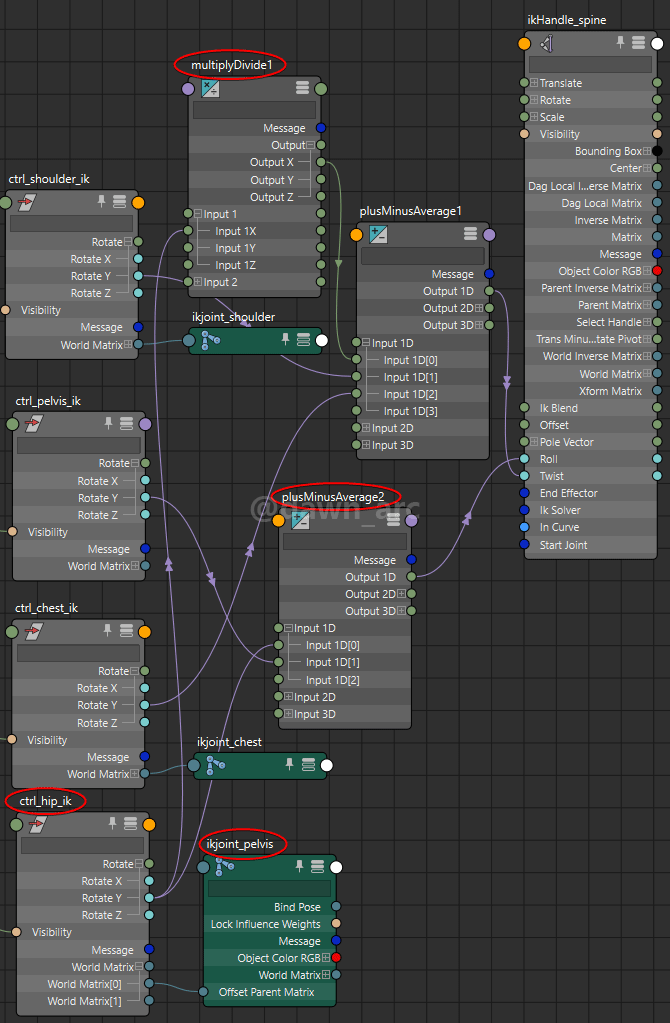 ikHandle_spine
Translate
Rotate
Scale
Visibility
Bounding Box
Center
Dag Local I...erse Matrix
Dag Local Matrix
Inverse Matrix
Matrix
Message
Object Color RGB
Parent Inverse Matrix
Parent Matrix
Select Handle
Trans Minu...tate Pivot
World Inverse Matrix
World Matrix
Xform Matrix
Ik Blend
Offset
Pole Vector
Roll
Twist
End Effector
Ik Solver
In Curve
Start Joint
multiplyDivide1
Message
Output
Output X
Output Y
Output Z
Input 1
Input 1X
Input 1Y
Input 1Z
Input 2
ctrl_shoulder_ik
Rotate
Rotate X
Rotate Y
Rotate Z
Visibility
Message
World Matrix
plusMinusAverage1
Message
Output 1D
Output 2D
Output 3D
Input 1D
Input 1D[0]
Input 1D[1]
Input 1D[2]
Input 1D[3]
Input 2D
Input 3D
ikjoint_shoulder
ctrl_pelvis_ik
Rotate
Rotate X
Rotate Y
Rotate Z
Visibility
Message
World Matrix
plusMinusAverage2
@dawn_arc
Message
Output 1D
Output 2D
Output 3D
Input 1D
Input 1D[0]
Input 1D[1]
Input 1D[2]
Input 2D
Input 3D
ctrl_chest_ik
Rotate
Rotate X
Rotate Y
Rotate Z
Visibility
Message
World Matrix
ikjoint_chest
ctrl_hip_ik
Rotate
Rotate X
Rotate Y
Rotate Z
Visibility
Message
World Matrix
World Matrix[0]
World Matrix[1]
ikjoint_pelvis
Bind Pose
Lock Influence Weights
Message
Object Color RGB
World Matrix
Offset Parent Matrix